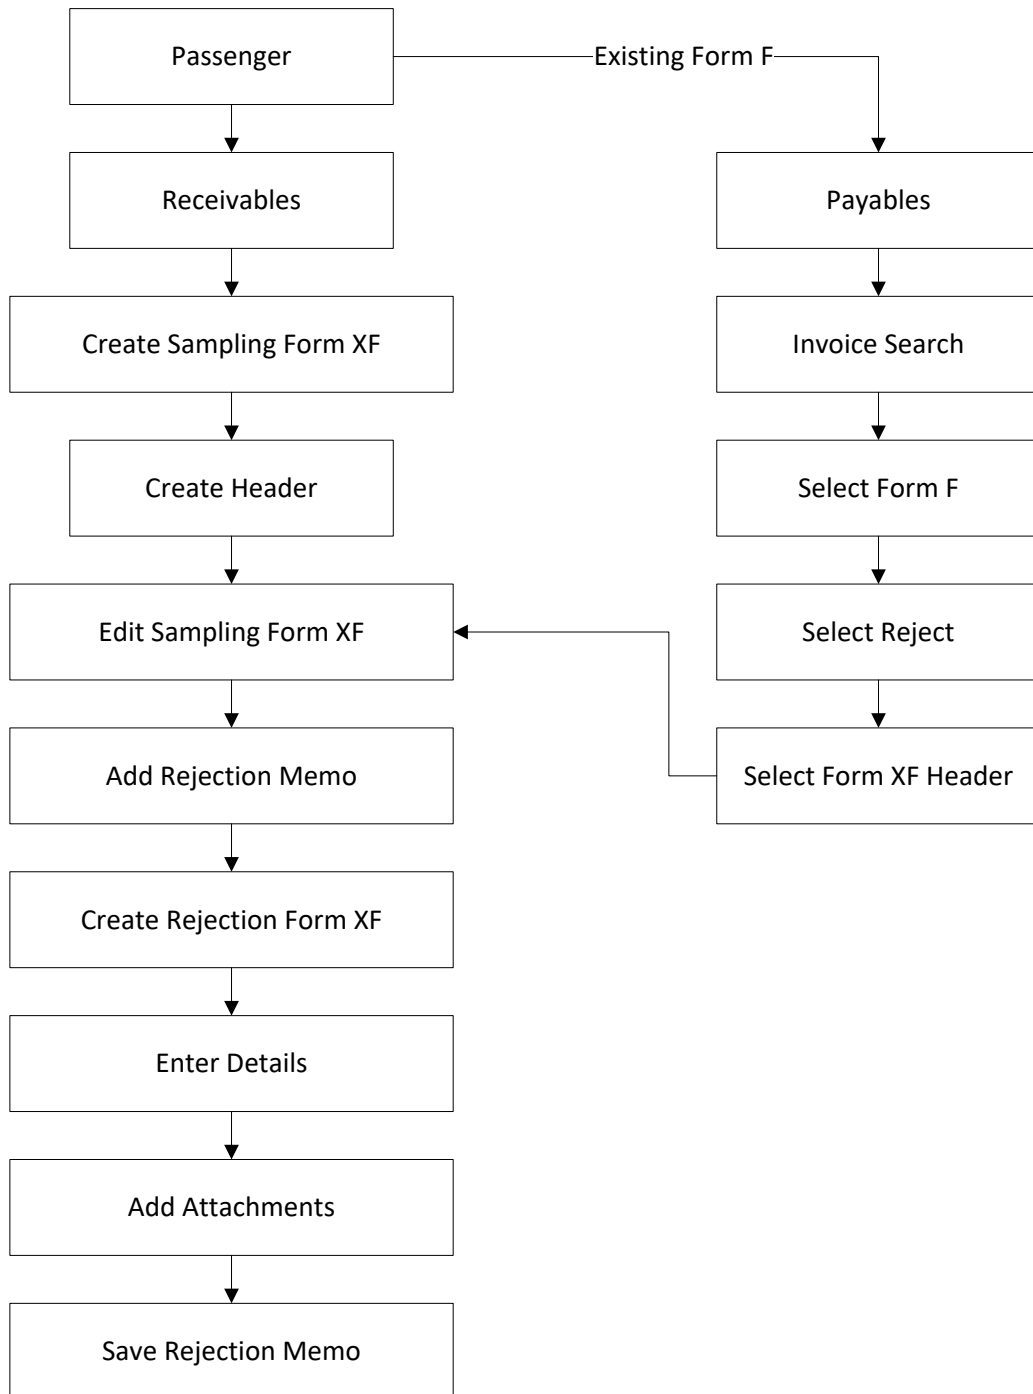 Passenger
Existing Form F
Receivables
Payables
Create Sampling Form XF
Invoice Search
Create Header
Select Form F
Edit Sampling Form XF
Select Reject
Add Rejection Memo
Select Form XF Header
Create Rejection Form XF
Enter Details
Add Attachments
Save Rejection Memo